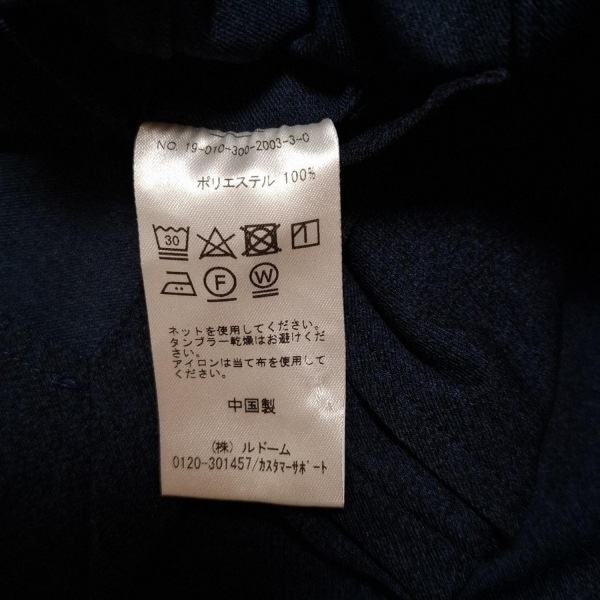 NO. 19-010-300-2003-3-0
ポリエステル 100%
30
F W
ネットを使用してください。
タンブラー乾燥はお避けくだ
さい。
アイロンは当て布を使用して
ください。
中国製
(株) ルドーム
0120-301457/カスタマーサポート